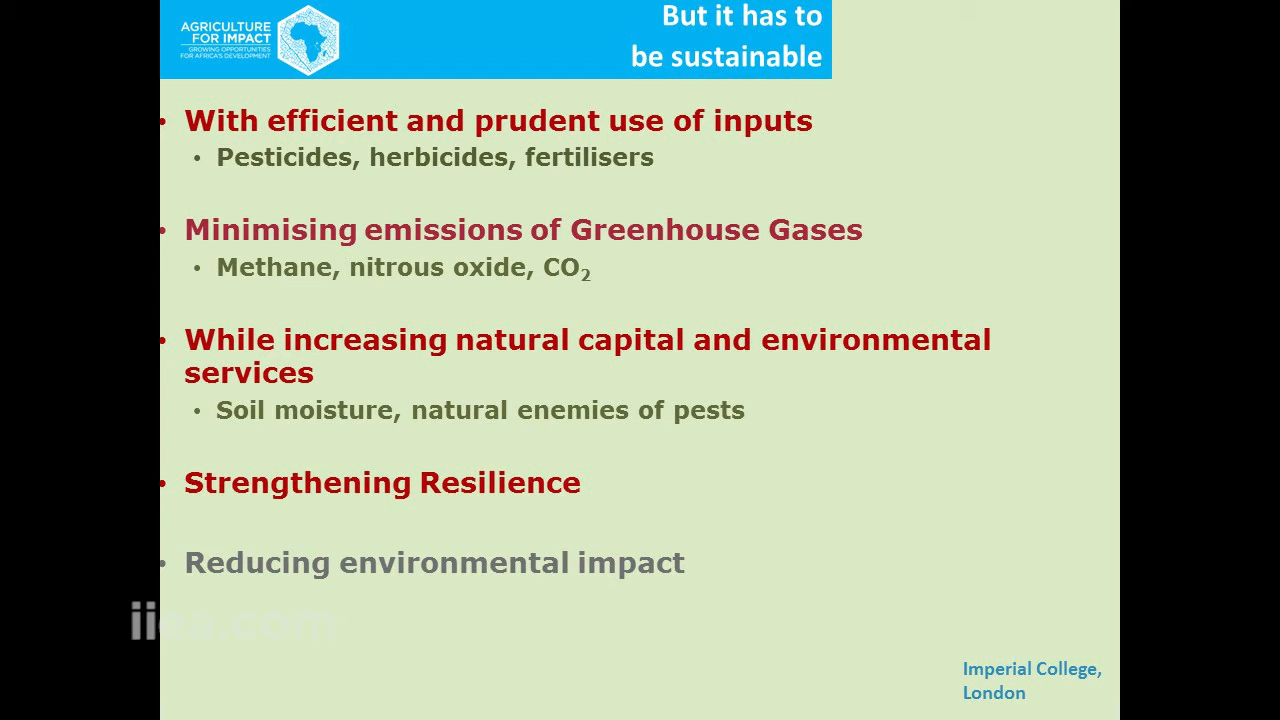 AGRICULTURE
FOR IMPACT
GROWING OPPORTUNITIES
FOR AFRICA'S DEVELOPMENT
But it has to
be sustainable
• With efficient and prudent use of inputs
• Pesticides, herbicides, fertilisers
• Minimising emissions of Greenhouse Gases
• Methane, nitrous oxide, CO₂
• While increasing natural capital and environmental
services
• Soil moisture, natural enemies of pests
• Strengthening Resilience
• Reducing environmental impact
iiea.com
Imperial College,
London